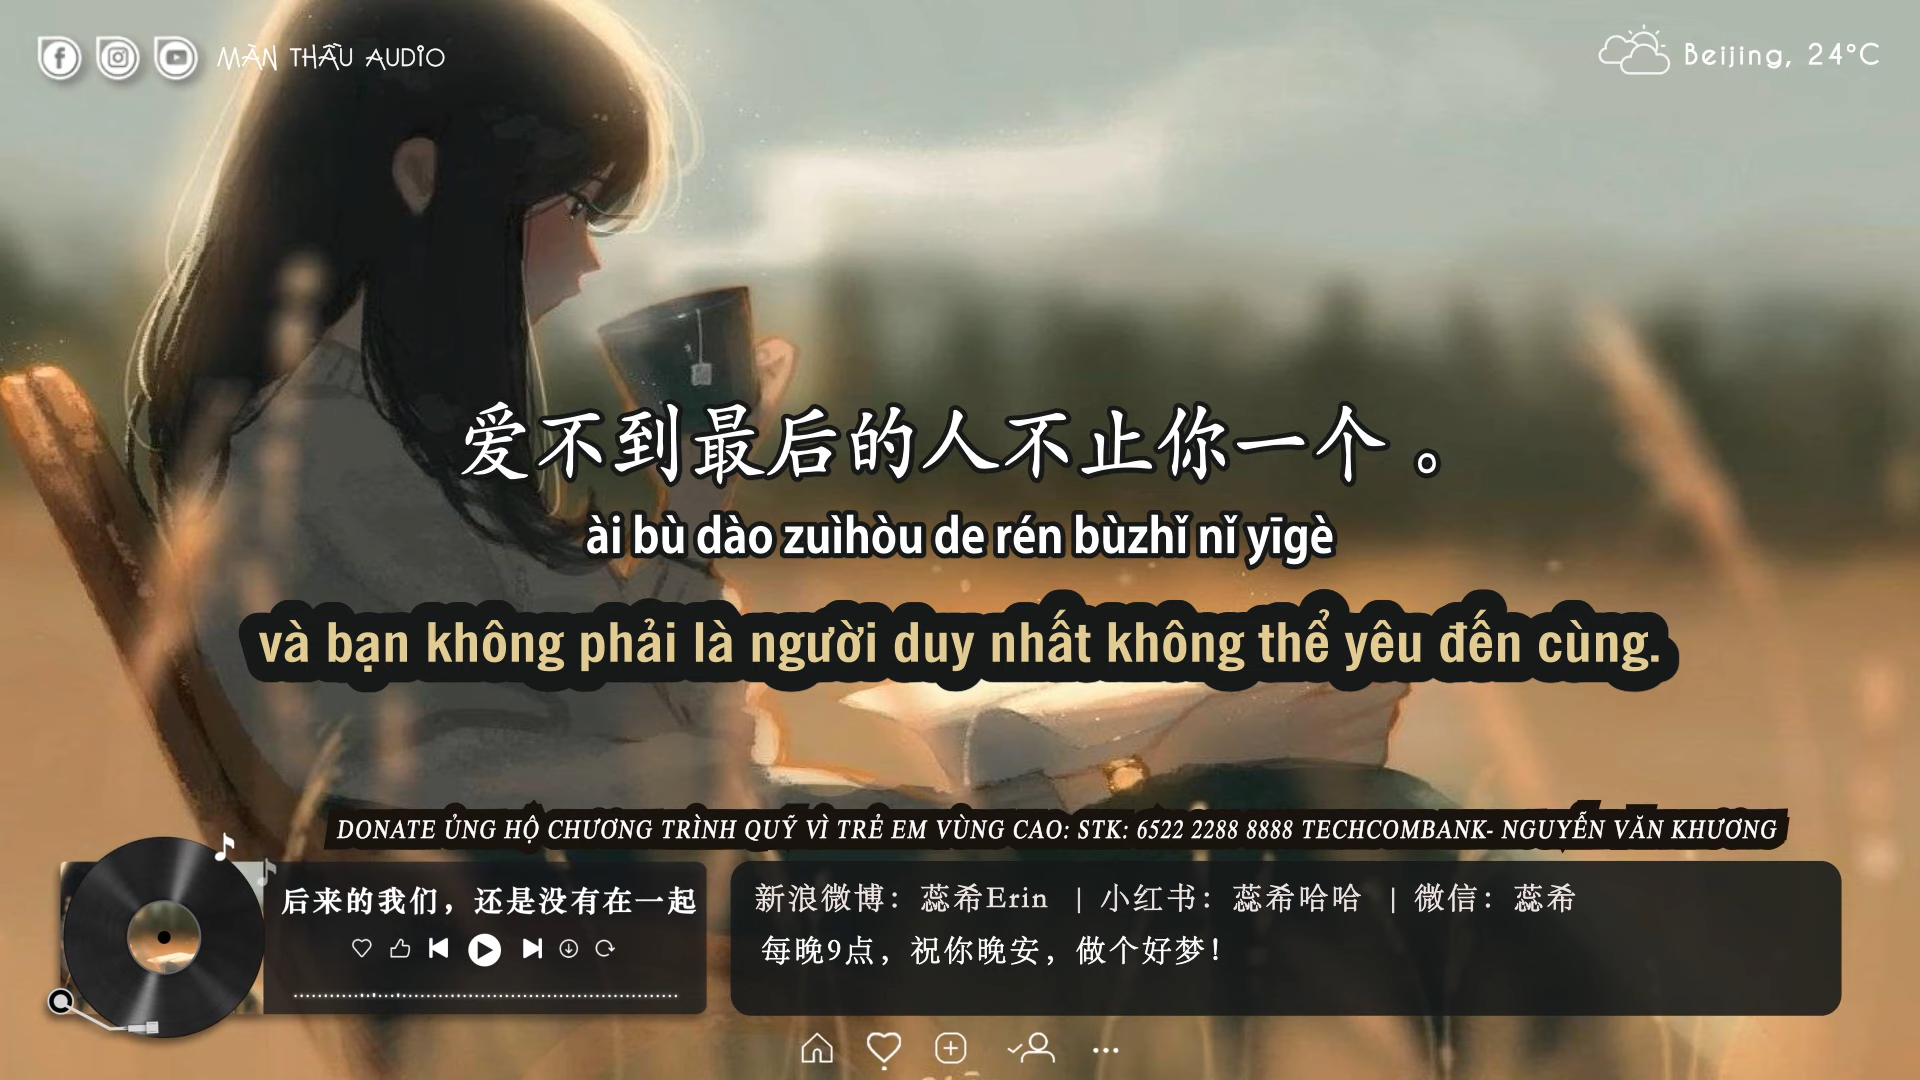 MÀN THẦU AUDIO
Beijing, 24°C
爱不到最后的人不止你一个。
ài bù dào zuìhòu de rén bùzhǐ nǐ yīgè
và bạn không phải là người duy nhất không thể yêu đến cùng.
DONATE ỦNG HỘ CHƯƠNG TRÌNH QUỸ VÌ TRẺ EM VÙNG CAO: STK: 6522 2288 8888 TECHCOMBANK- NGUYỄN VĂN KHƯƠNG
后来的我们，还是没有在一起
新浪微博：蕊希Erin | 小红书：蕊希哈哈 | 微信：蕊希
每晚9点，祝你晚安，做个好梦！